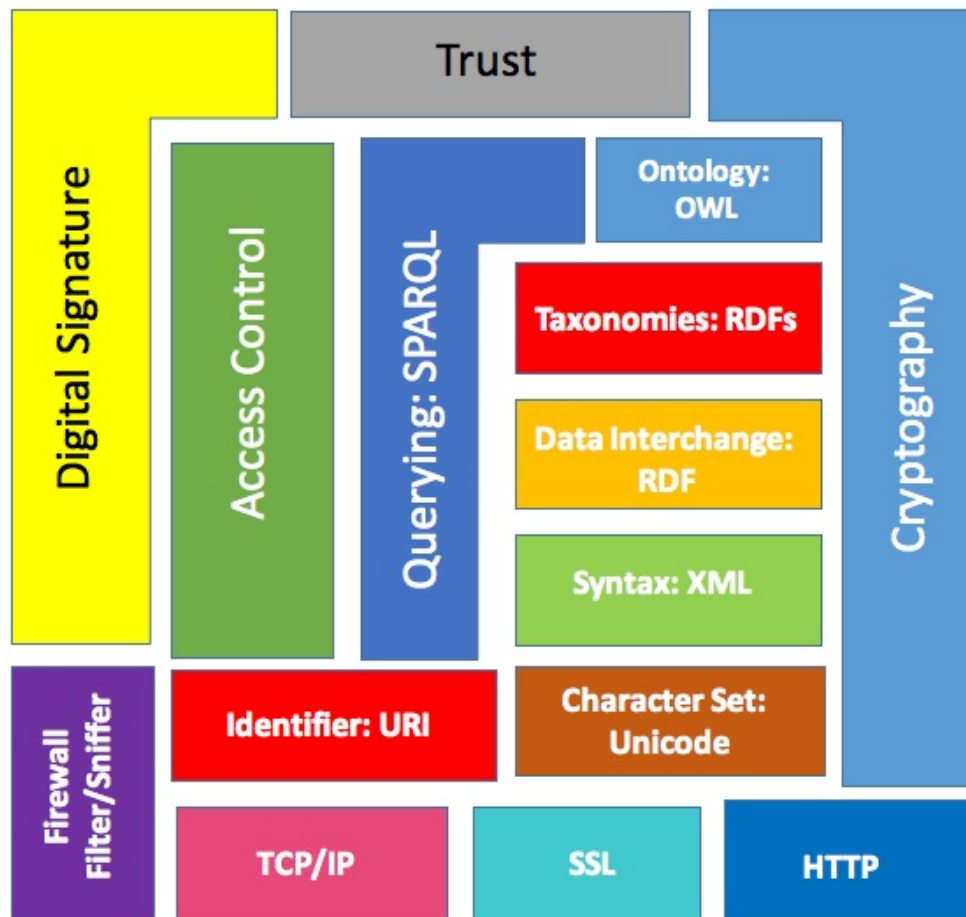 Trust
Digital Signature
Access Control
Querying: SPARQL
Ontology:
OWL
Taxonomies: RDFs
Data Interchange:
RDF
Syntax: XML
Cryptography
Identifier: URI
Character Set:
Unicode
Firewall
Filter/Sniffer
TCP/IP
SSL
HTTP